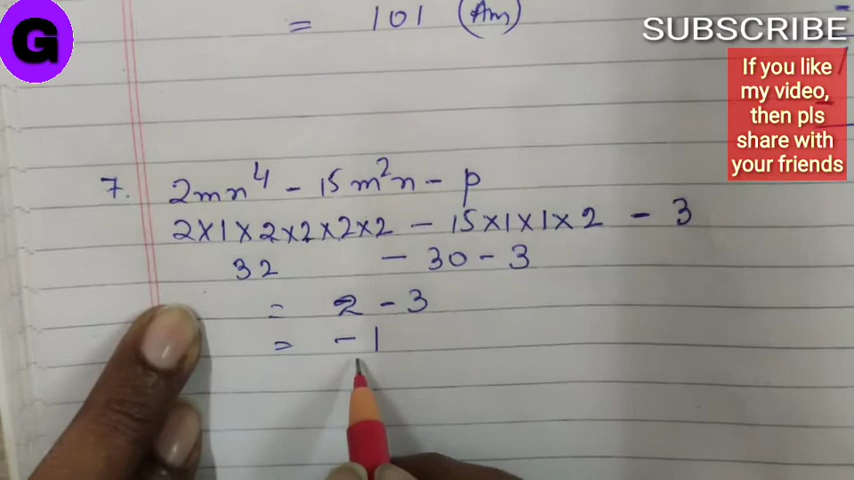 = 101 (Ans)
G
SUBSCRIBE
If you like
my video,
then pls
share with
your friends
7. 2mn⁴ - 15m²n - p
2×1×2×2×2×2 - 15×1×1×2 - 3
32 - 30 - 3
= 2 - 3
= - 1